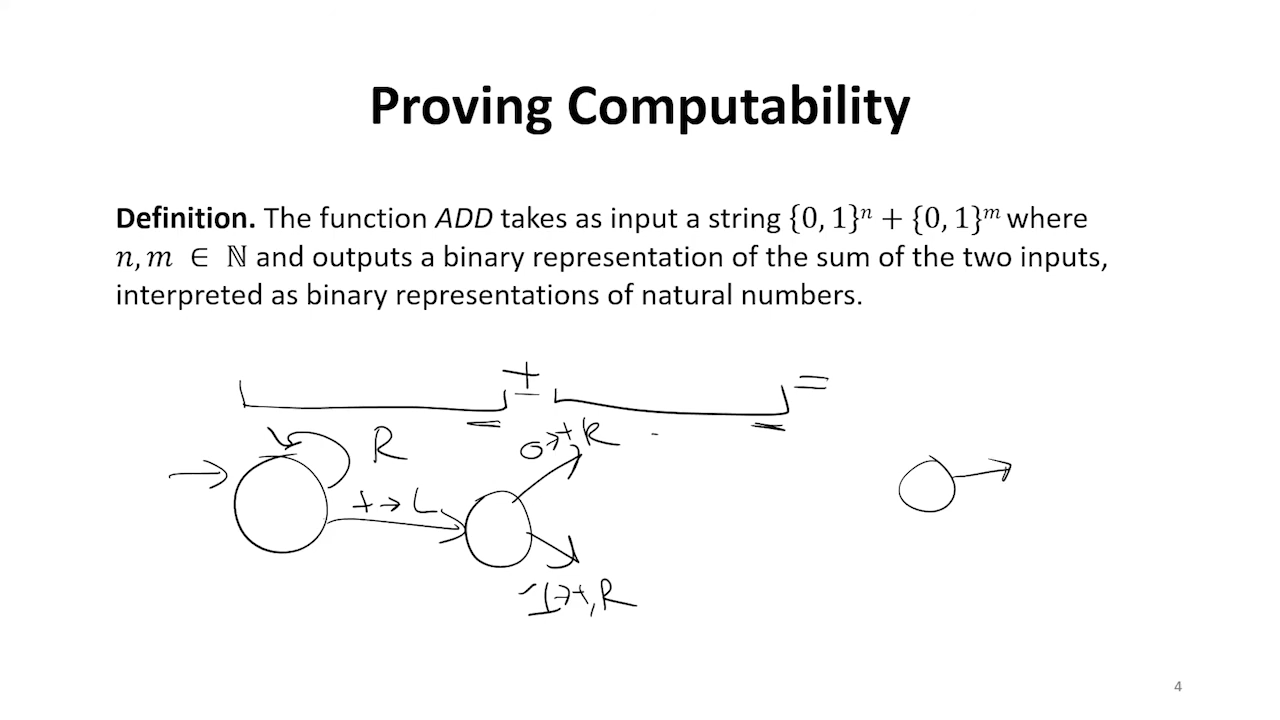 Proving Computability
Definition. The function ADD takes as input a string {0, 1}ⁿ + {0, 1}ᵐ where
n, m ∈ ℕ and outputs a binary representation of the sum of the two inputs,
interpreted as binary representations of natural numbers.
+ =
R
0→+ R
+ → L
1→+, R
4